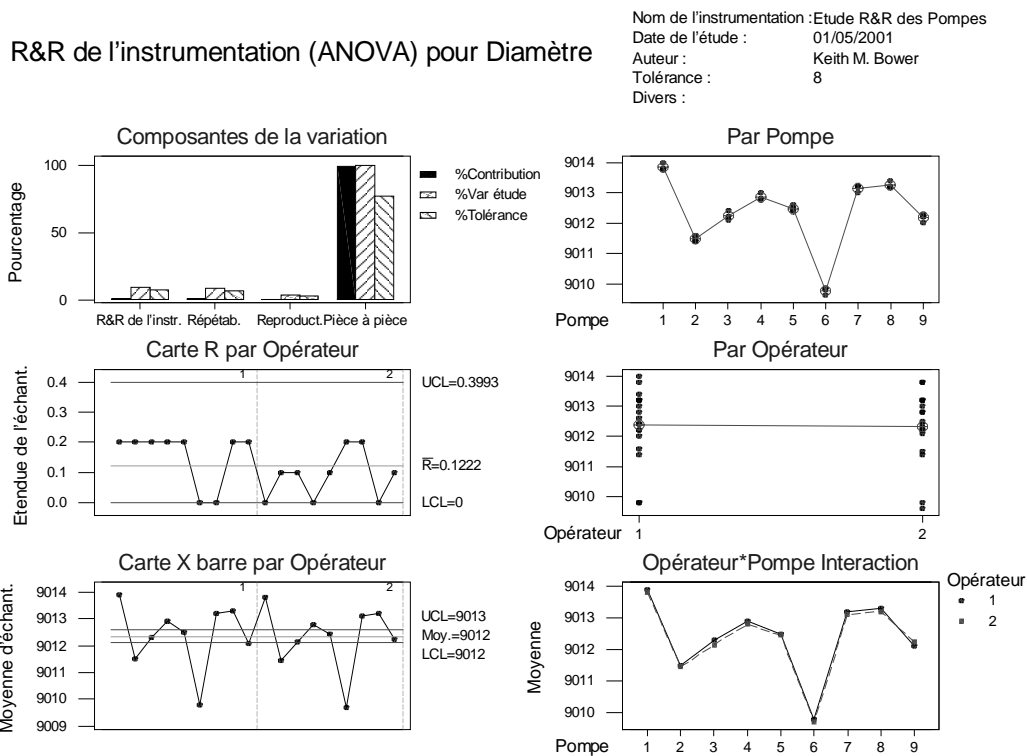 R&R de l'instrumentation (ANOVA) pour Diamètre
Nom de l'instrumentation : Etude R&R des Pompes
Date de l'étude : 01/05/2001
Auteur : Keith M. Bower
Tolérance : 8
Divers :
Composantes de la variation
Pourcentage
100
50
0
R&R de l'instr. Répétab. Reproduct. Pièce à pièce
%Contribution
%Var étude
%Tolérance
Par Pompe
9014
9013
9012
9011
9010
Pompe 1 2 3 4 5 6 7 8 9
Carte R par Opérateur
Etendue de l'échant.
0.4
0.3
0.2
0.1
0.0
1 2
UCL=0.3993
R=0.1222
LCL=0
Par Opérateur
9014
9013
9012
9011
9010
Opérateur 1 2
Carte X barre par Opérateur
Moyenne d'échant.
9014
9013
9012
9011
9010
9009
1 2
UCL=9013
Moy.=9012
LCL=9012
Opérateur*Pompe Interaction
Moyenne
9014
9013
9012
9011
9010
Pompe 1 2 3 4 5 6 7 8 9
Opérateur
1
2